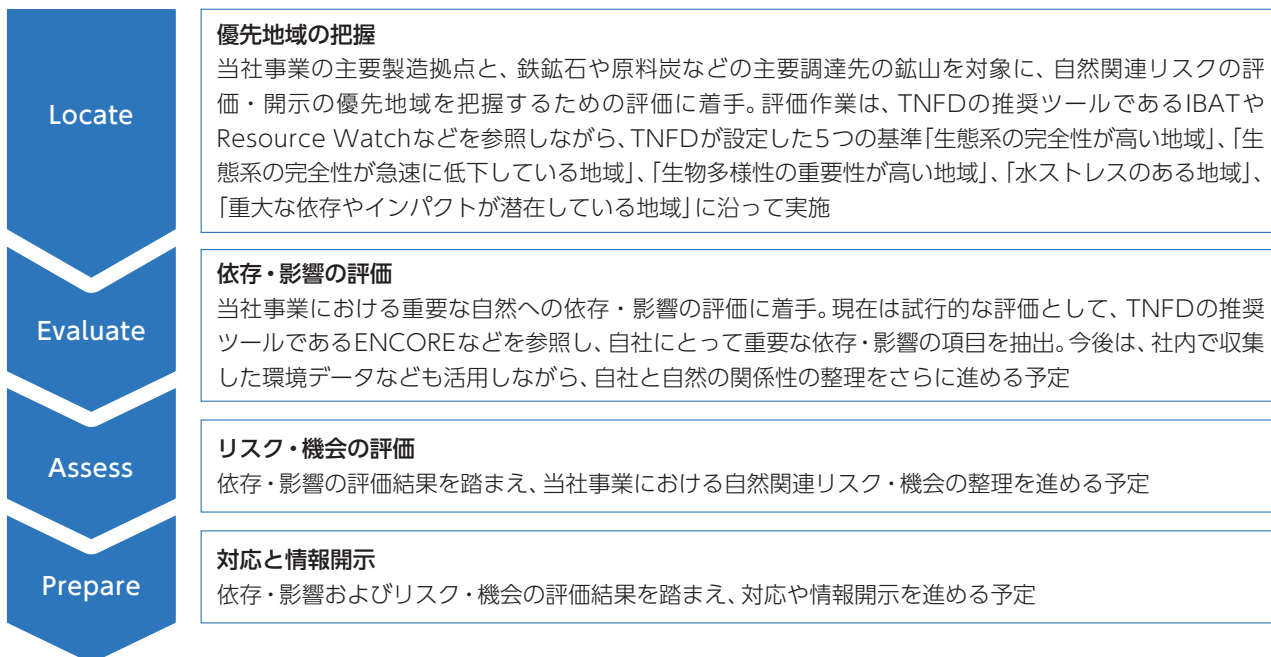 Locate
優先地域の把握
当社事業の主要製造拠点と、鉄鉱石や原料炭などの主要調達先の鉱山を対象に、自然関連リスクの評
価・開示の優先地域を把握するための評価に着手。評価作業は、TNFDの推奨ツールであるIBATや
Resource Watchなどを参照しながら、TNFDが設定した5つの基準「生態系の完全性が高い地域」、「生
態系の完全性が急速に低下している地域」、「生物多様性の重要性が高い地域」、「水ストレスのある地域」、
「重大な依存やインパクトが潜在している地域」に沿って実施
Evaluate
依存・影響の評価
当社事業における重要な自然への依存・影響の評価に着手。現在は試行的な評価として、TNFDの推奨
ツールであるENCOREなどを参照し、自社にとって重要な依存・影響の項目を抽出。今後は、社内で収集
した環境データなども活用しながら、自社と自然の関係性の整理をさらに進める予定
Assess
リスク・機会の評価
依存・影響の評価結果を踏まえ、当社事業における自然関連リスク・機会の整理を進める予定
Prepare
対応と情報開示
依存・影響およびリスク・機会の評価結果を踏まえ、対応や情報開示を進める予定